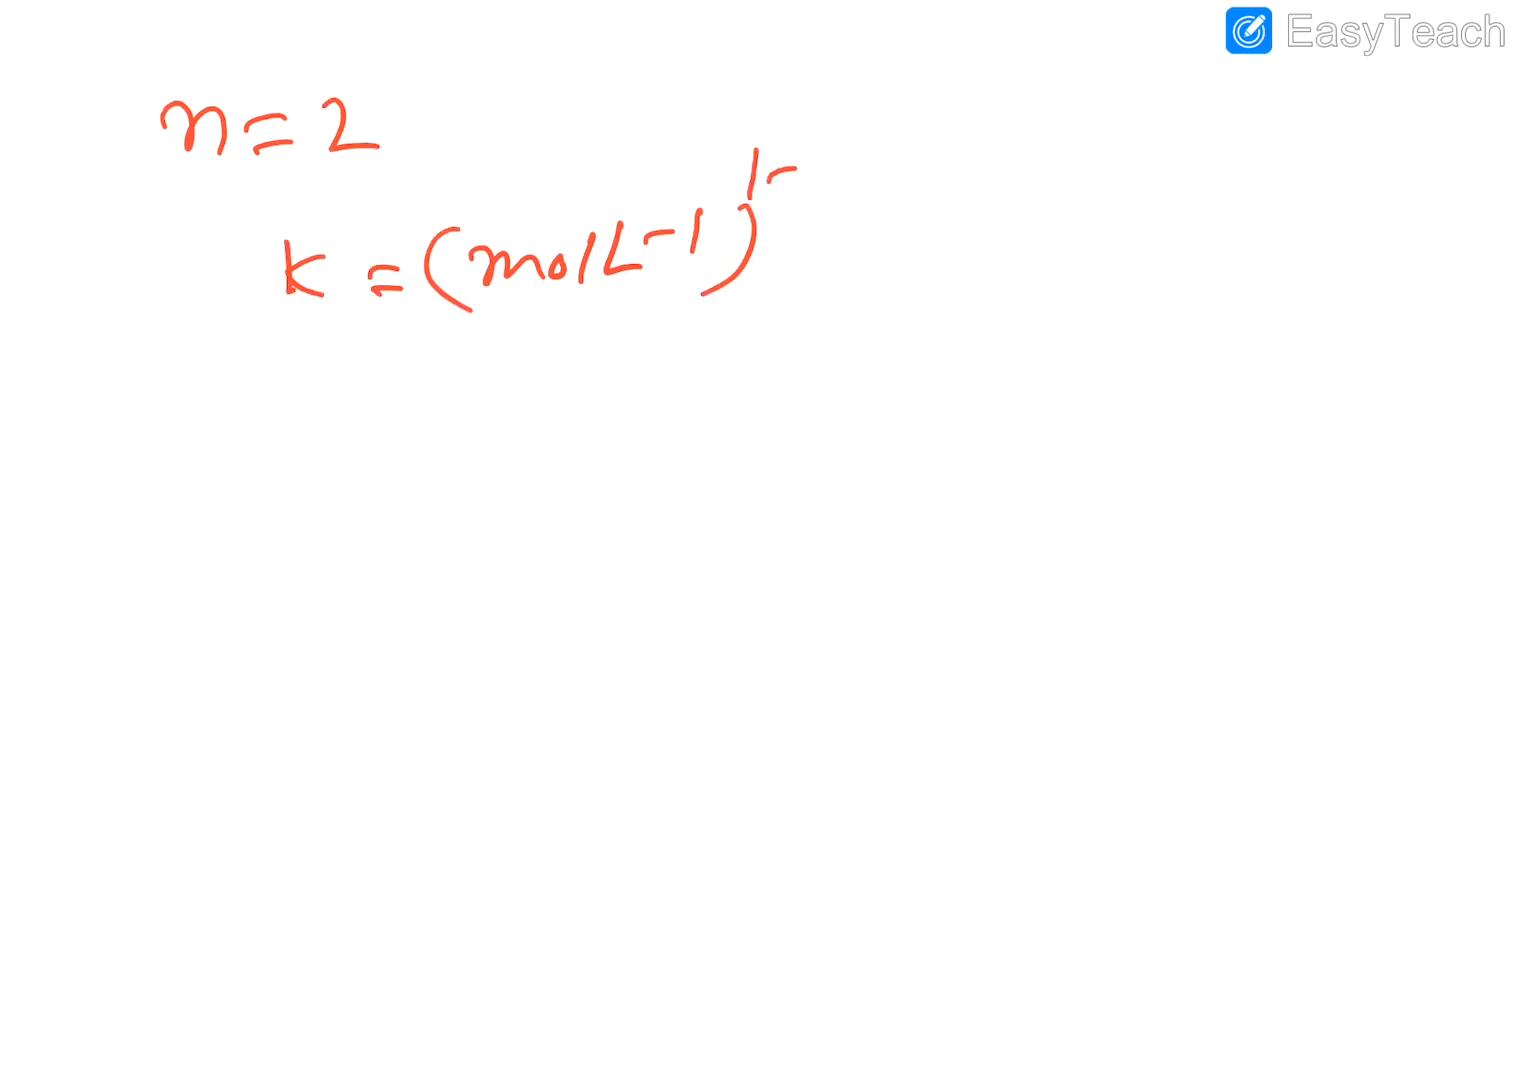 EasyTeach
n = 2
k = (mol L^-1)^1-